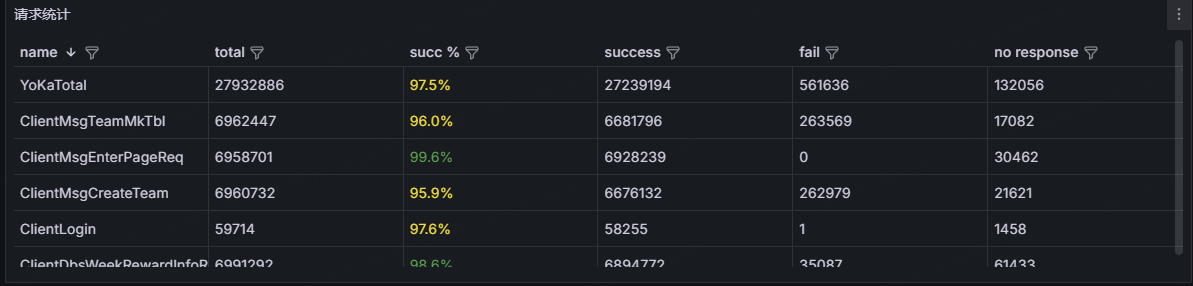 请求统计
name total succ % success fail no response
YoKaTotal 27932886 97.5% 27239194 561636 132056
ClientMsgTeamMkTbl 6962447 96.0% 6681796 263569 17082
ClientMsgEnterPageReq 6958701 99.6% 6928239 0 30462
ClientMsgCreateTeam 6960732 95.9% 6676132 262979 21621
ClientLogin 59714 97.6% 58255 1 1458
ClientDbsWeekRewardInfoR 6991292 98.6% 6894772 35087 61433